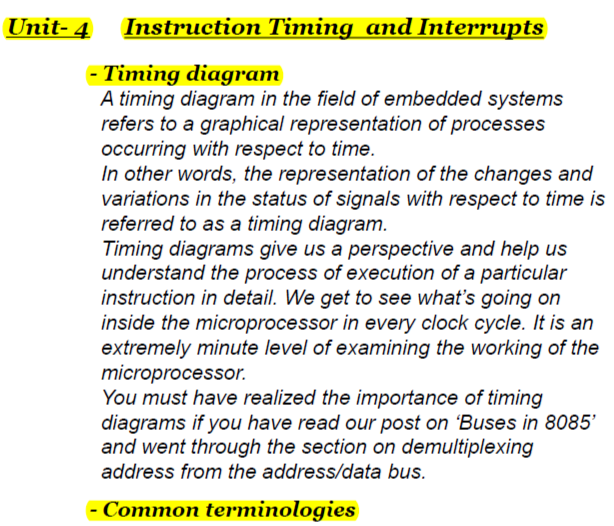 Unit- 4 Instruction Timing and Interrupts
- Timing diagram
A timing diagram in the field of embedded systems
refers to a graphical representation of processes
occurring with respect to time.
In other words, the representation of the changes and
variations in the status of signals with respect to time is
referred to as a timing diagram.
Timing diagrams give us a perspective and help us
understand the process of execution of a particular
instruction in detail. We get to see what’s going on
inside the microprocessor in every clock cycle. It is an
extremely minute level of examining the working of the
microprocessor.
You must have realized the importance of timing
diagrams if you have read our post on ‘Buses in 8085’
and went through the section on demultiplexing
address from the address/data bus.
- Common terminologies